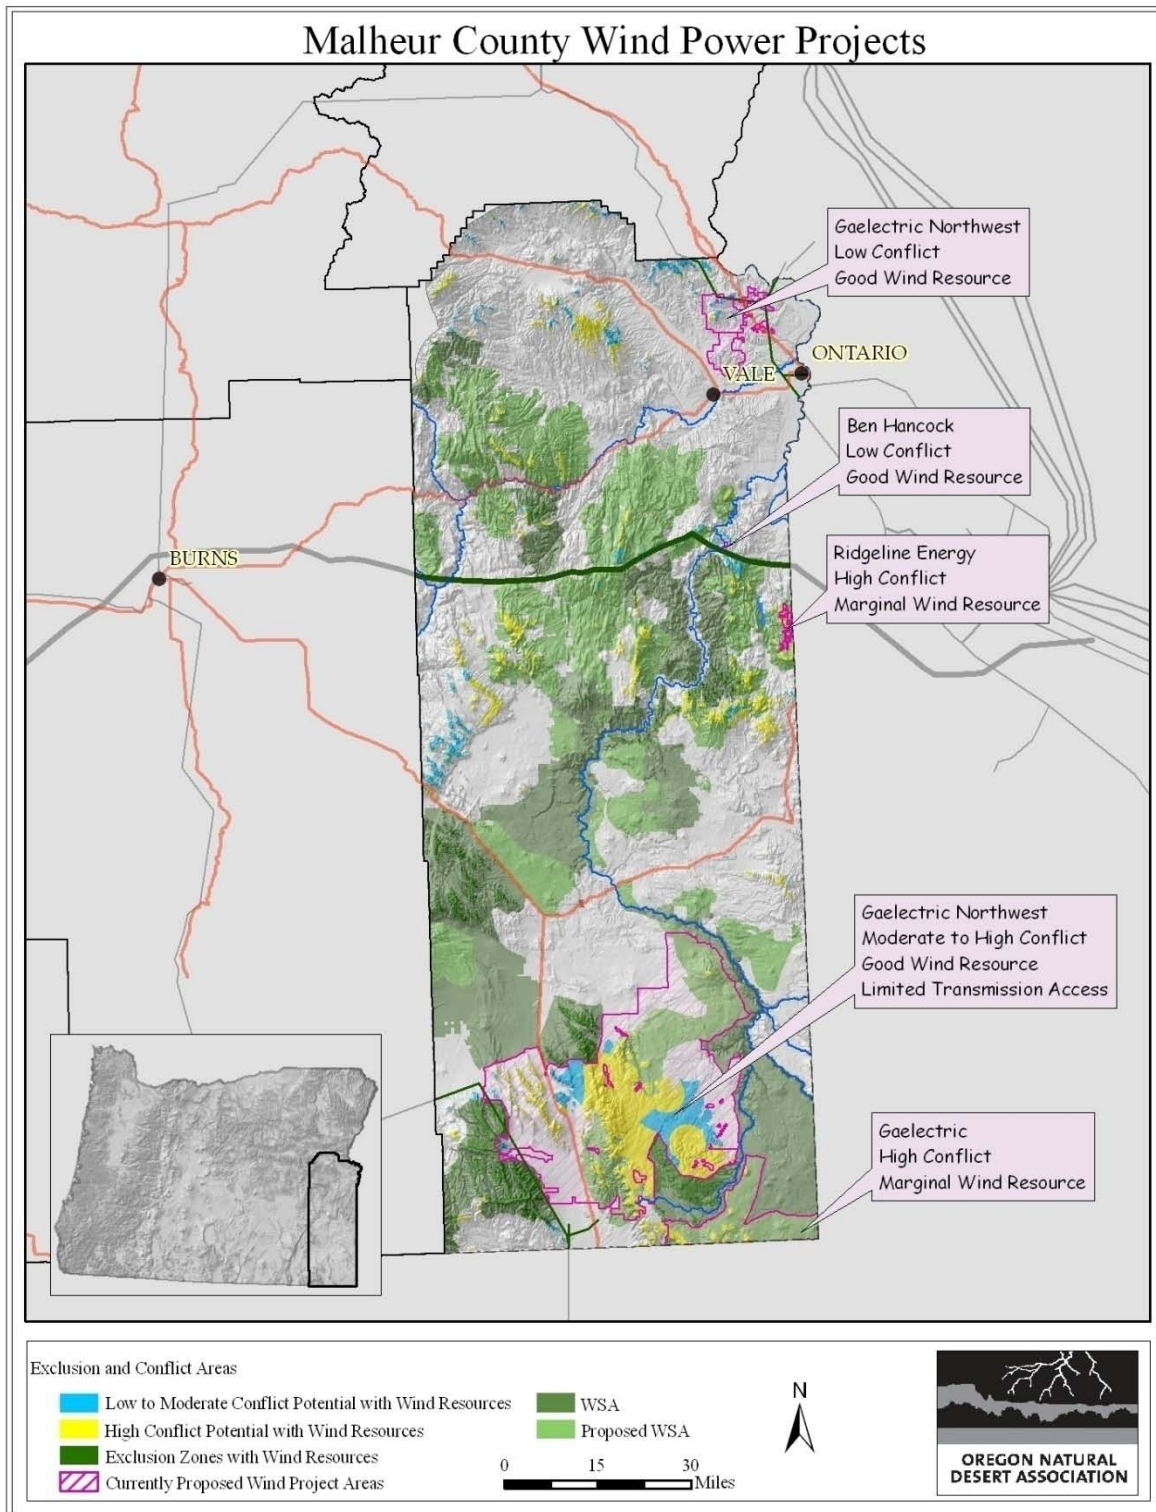 Malheur County Wind Power Projects
Gaelectric Northwest
Low Conflict
Good Wind Resource
ONTARIO
VALE
Ben Hancock
Low Conflict
Good Wind Resource
BURNS
Ridgeline Energy
High Conflict
Marginal Wind Resource
Gaelectric Northwest
Moderate to High Conflict
Good Wind Resource
Limited Transmission Access
Gaelectric
High Conflict
Marginal Wind Resource
Exclusion and Conflict Areas
Low to Moderate Conflict Potential with Wind Resources
High Conflict Potential with Wind Resources
Exclusion Zones with Wind Resources
Currently Proposed Wind Project Areas
WSA
Proposed WSA
0 15 30
Miles
N
OREGON NATURAL
DESERT ASSOCIATION